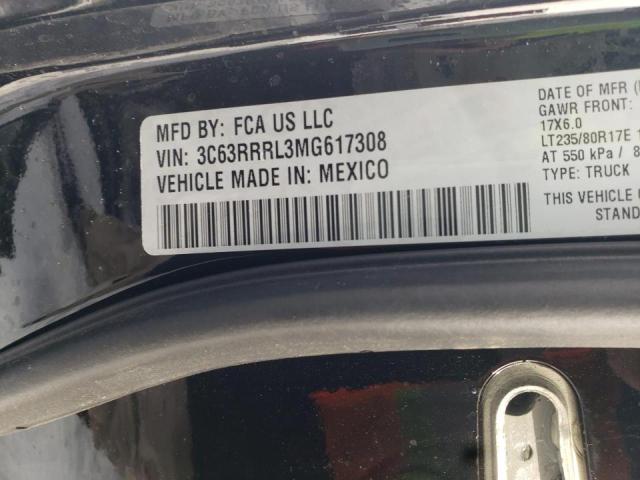 MFD BY: FCA US LLC
VIN: 3C63RRRL3MG617308
VEHICLE MADE IN: MEXICO
DATE OF MFR
GAWR FRONT:
17X6.0
LT235/80R17E
AT 550 kPa / 8
TYPE: TRUCK
THIS VEHICLE
STAND